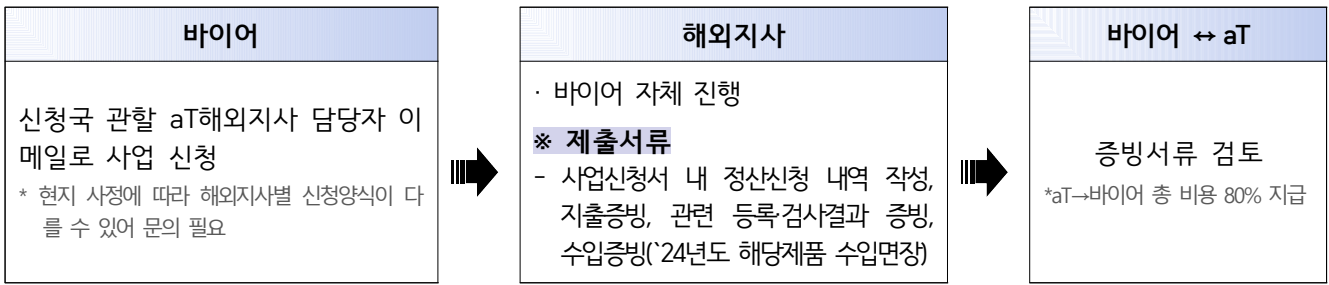 바이어
신청국 관할 aT해외지사 담당자 이
메일로 사업 신청
* 현지 사정에 따라 해외지사별 신청양식이 다
를 수 있어 문의 필요
해외지사
· 바이어 자체 진행
※ 제출서류
- 사업신청서 내 정산신청 내역 작성,
지출증빙, 관련 등록·검사결과 증빙,
수입증빙(`24년도 해당제품 수입면장)
바이어 ↔ aT
증빙서류 검토
*aT→바이어 총 비용 80% 지급